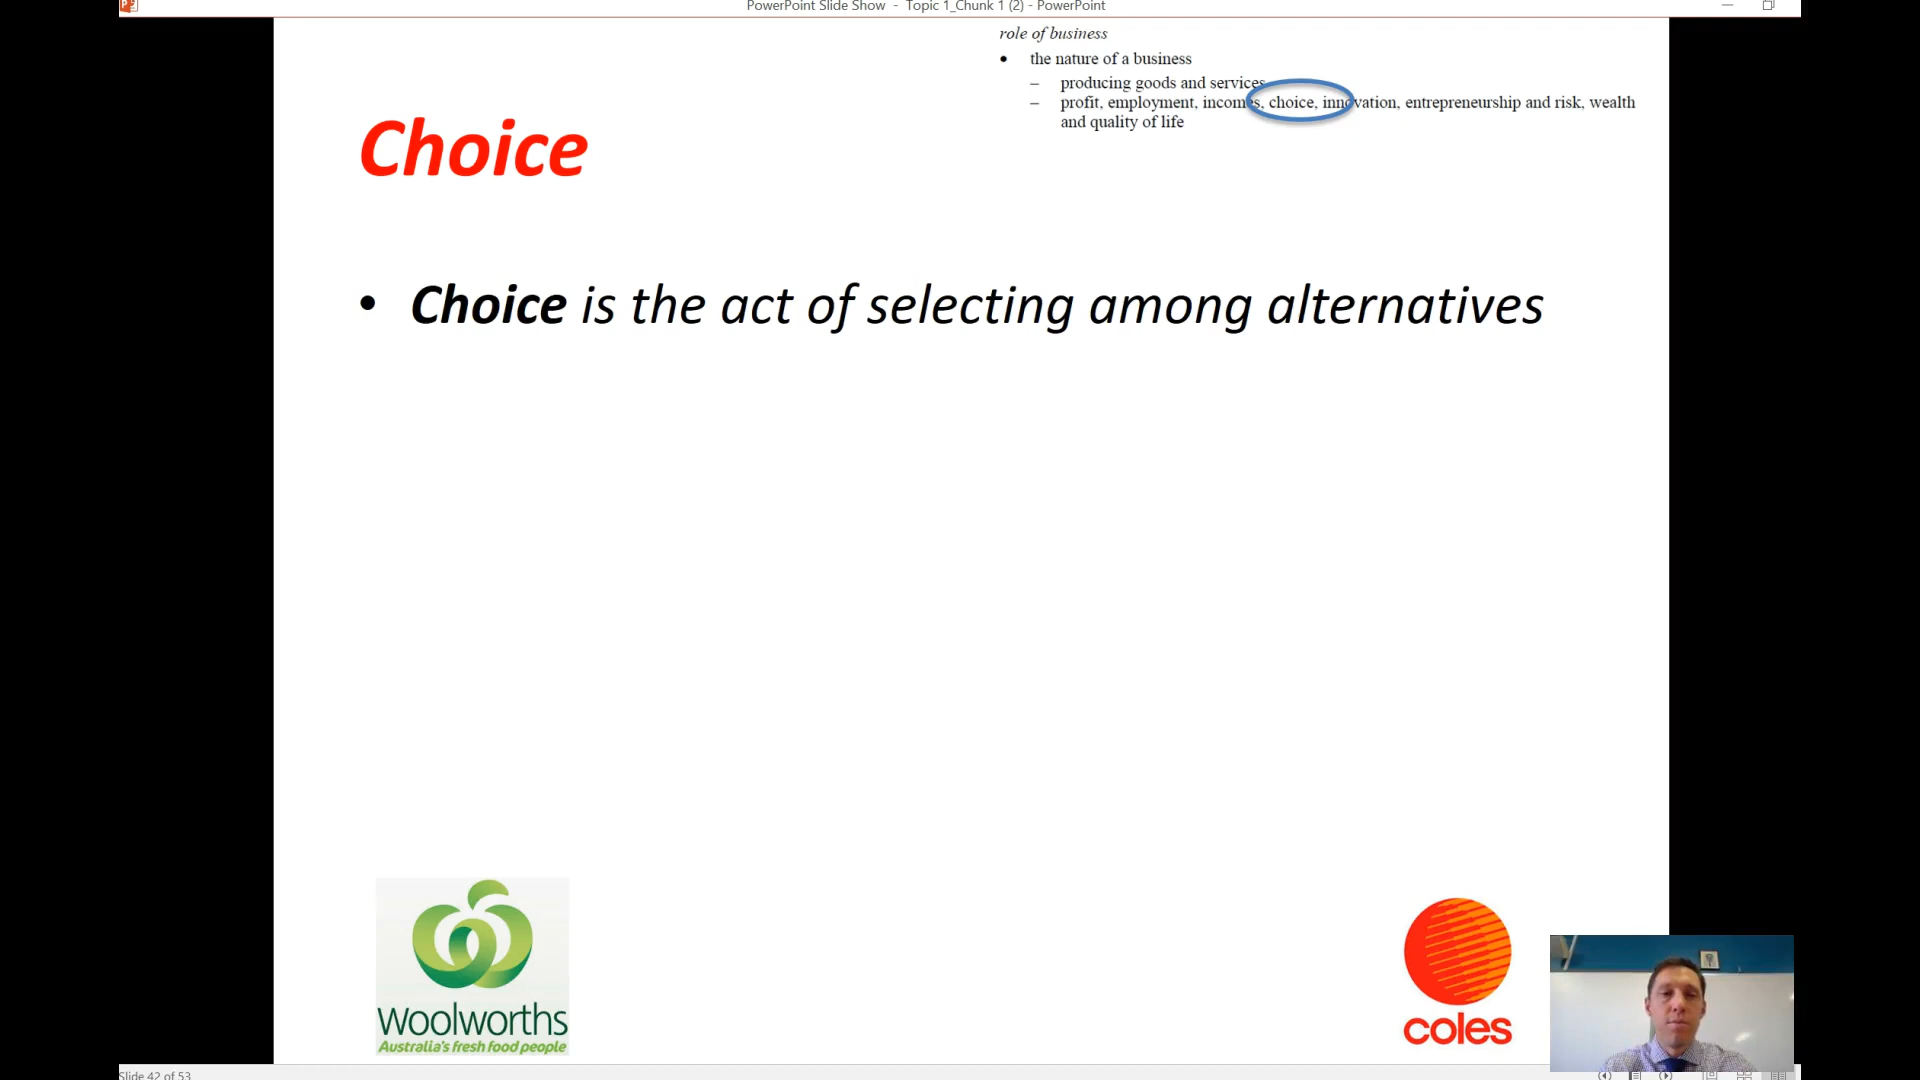 PowerPoint Slide Show - Topic 1_Chunk 1 (2) - PowerPoint
role of business
• the nature of a business
– producing goods and services
– profit, employment, incomes, choice, innovation, entrepreneurship and risk, wealth
and quality of life
Choice
• Choice is the act of selecting among alternatives
Woolworths
Australia's fresh food people
coles
Slide 42 of 53